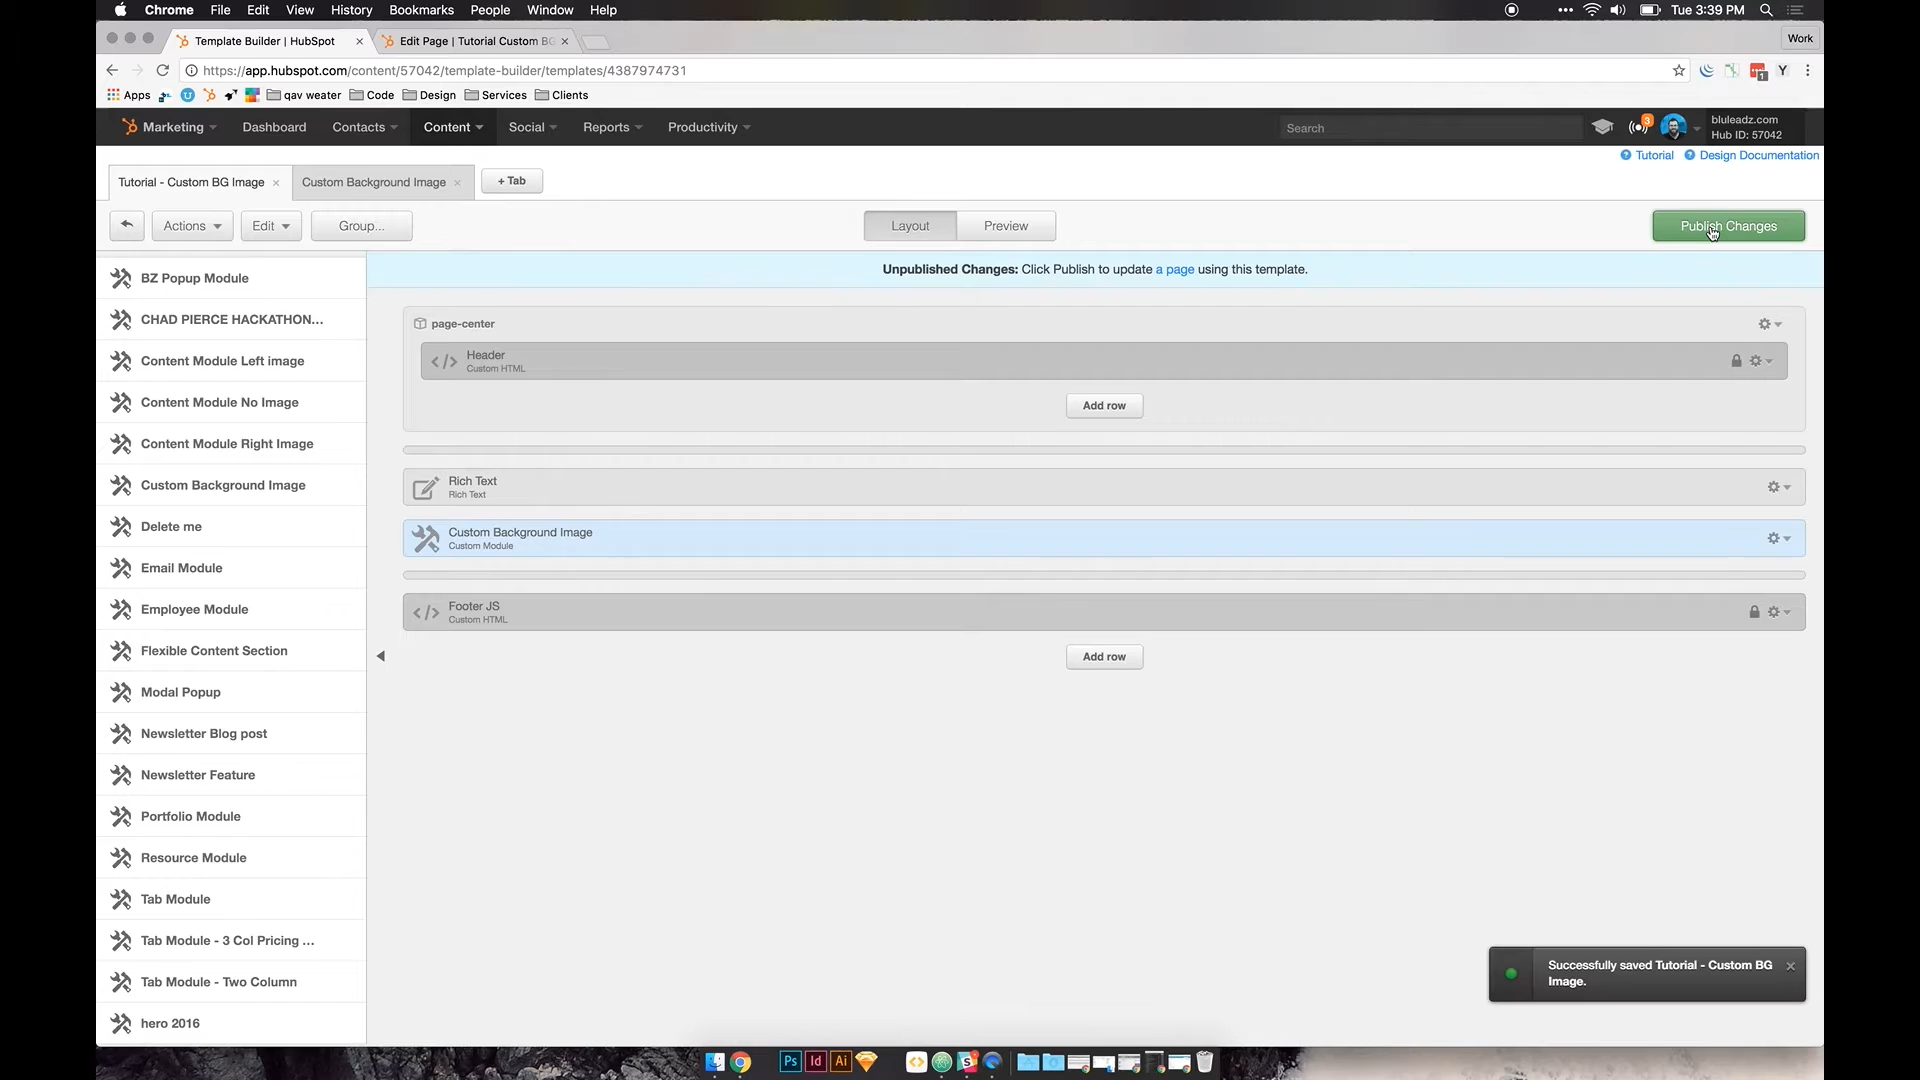 Chrome File Edit View History Bookmarks People Window Help Tue 3:39 PM
Template Builder | HubSpot Edit Page | Tutorial Custom BG Work
https://app.hubspot.com/content/57042/template-builder/templates/4387974731
Apps qav weater Code Design Services Clients
Marketing Dashboard Contacts Content Social Reports Productivity Search 3 bluleadz.com
Hub ID: 57042
Tutorial Design Documentation
Tutorial - Custom BG Image Custom Background Image + Tab
Actions Edit Group... Layout Preview Publish Changes
Unpublished Changes: Click Publish to update a page using this template.
BZ Popup Module
CHAD PIERCE HACKATHON...
Content Module Left image
Content Module No Image
Content Module Right Image
Custom Background Image
Delete me
Email Module
Employee Module
Flexible Content Section
Modal Popup
Newsletter Blog post
Newsletter Feature
Portfolio Module
Resource Module
Tab Module
Tab Module - 3 Col Pricing ...
Tab Module - Two Column
hero 2016
page-center
Header
Custom HTML
Add row
Rich Text
Rich Text
Custom Background Image
Custom Module
Footer JS
Custom HTML
Add row
Successfully saved Tutorial - Custom BG
Image.
Ps Id Ai